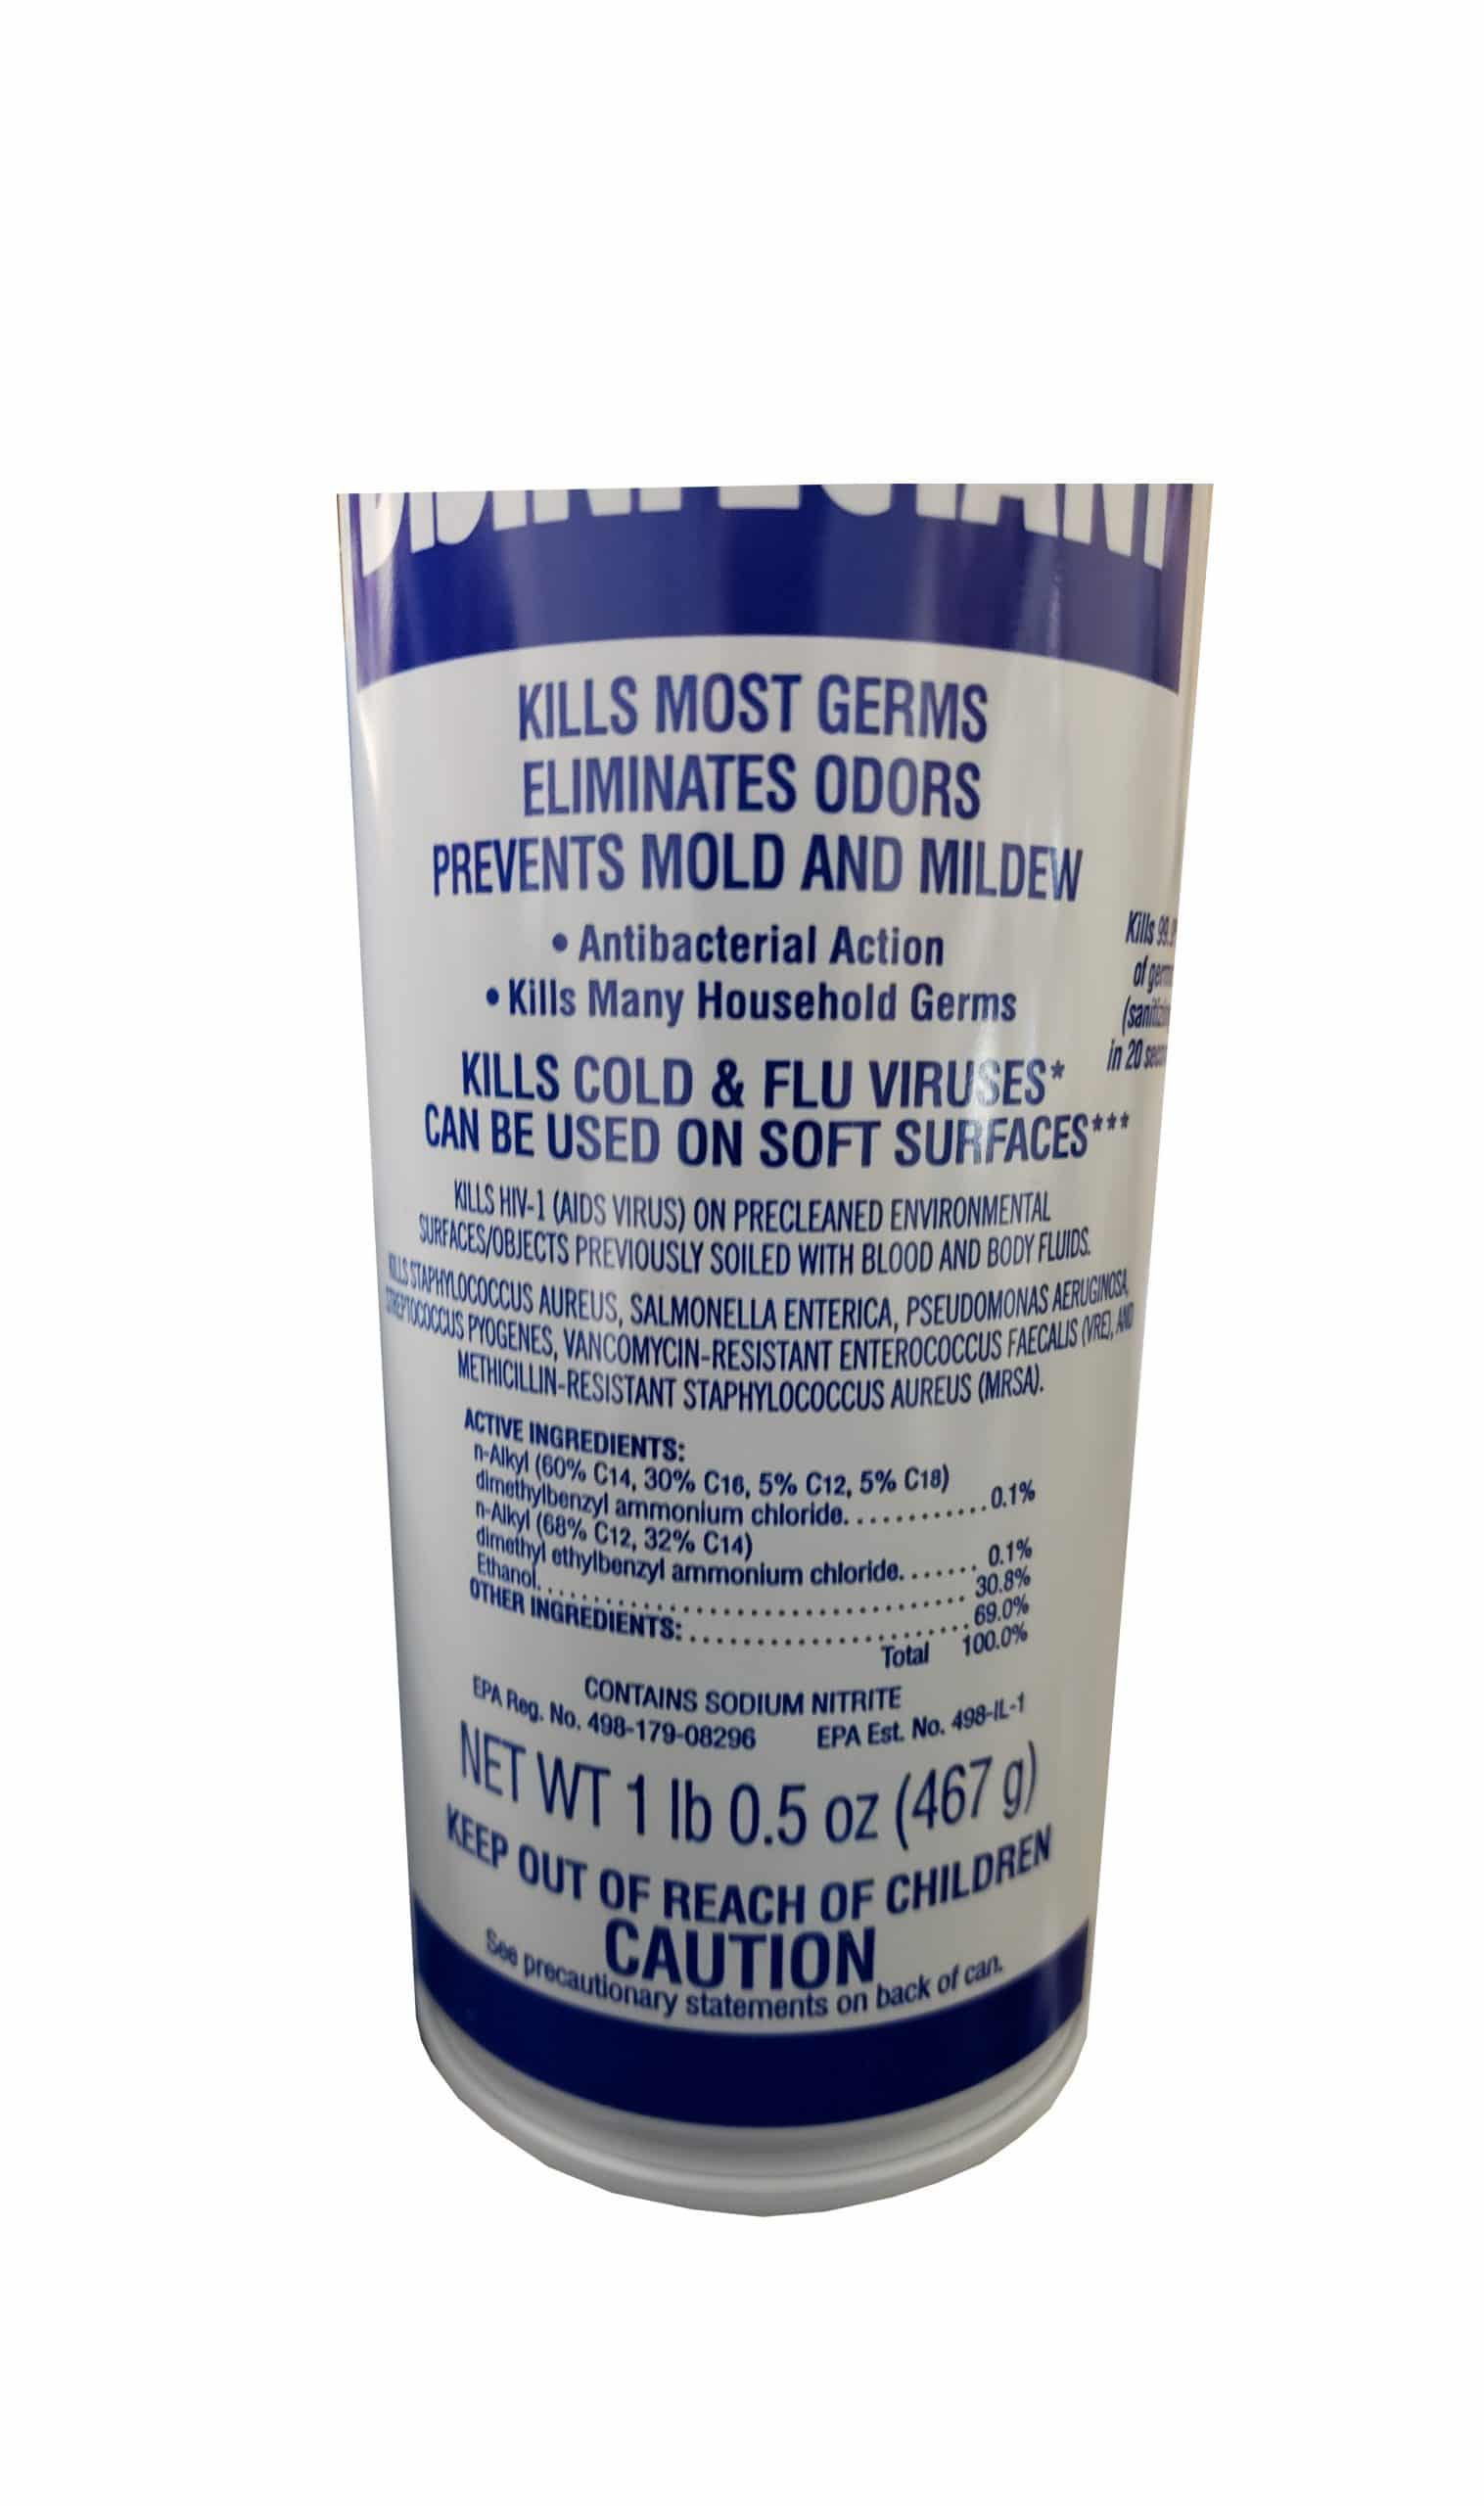 DISINFECTANT
KILLS MOST GERMS
ELIMINATES ODORS
PREVENTS MOLD AND MILDEW
• Antibacterial Action
• Kills Many Household Germs
Kills 99.9
of germ
(sanitiz
in 20 seco
KILLS COLD & FLU VIRUSES*
CAN BE USED ON SOFT SURFACES***
KILLS HIV-1 (AIDS VIRUS) ON PRECLEANED ENVIRONMENTAL
SURFACES/OBJECTS PREVIOUSLY SOILED WITH BLOOD AND BODY FLUIDS.
KILLS STAPHYLOCOCCUS AUREUS, SALMONELLA ENTERICA, PSEUDOMONAS AERUGINOSA,
STREPTOCOCCUS PYOGENES, VANCOMYCIN-RESISTANT ENTEROCOCCUS FAECALIS (VRE), AND
METHICILLIN-RESISTANT STAPHYLOCOCCUS AUREUS (MRSA).
ACTIVE INGREDIENTS:
n-Alkyl (60% C14, 30% C16, 5% C12, 5% C18)
dimethylbenzyl ammonium chloride............. 0.1%
n-Alkyl (68% C12, 32% C14)
dimethyl ethylbenzyl ammonium chloride....... 0.1%
Ethanol........................................ 30.8%
OTHER INGREDIENTS:....................... 69.0%
Total 100.0%
CONTAINS SODIUM NITRITE
EPA Reg. No. 498-179-08296 EPA Est. No. 498-IL-1
NET WT 1 lb 0.5 oz (467 g)
KEEP OUT OF REACH OF CHILDREN
CAUTION
See precautionary statements on back of can.